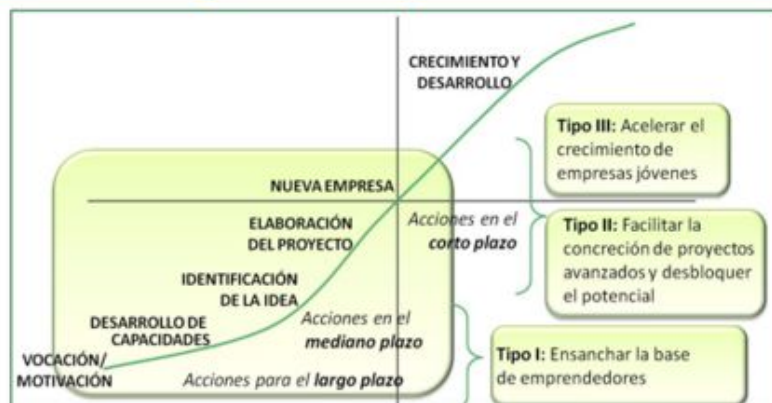 CRECIMIENTO Y
DESARROLLO
Tipo III: Acelerar el
crecimiento de
empresas jóvenes
NUEVA EMPRESA
ELABORACIÓN
DEL PROYECTO
Acciones en el
corto plazo
Tipo II: Facilitar la
concreción de proyectos
avanzados y desbloquer
el potencial
IDENTIFICACIÓN
DE LA IDEA
DESARROLLO DE
CAPACIDADES
Acciones en el
mediano plazo
VOCACIÓN/
MOTIVACIÓN
Acciones para el largo plazo
Tipo I: Ensanchar la base
de emprendedores